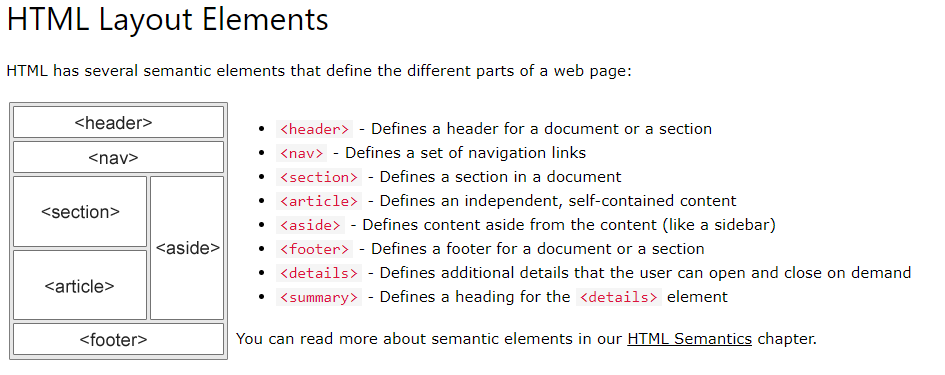 HTML Layout Elements
HTML has several semantic elements that define the different parts of a web page:
<header>
<nav>
<section>
<aside>
<article>
<footer>
<header> - Defines a header for a document or a section
<nav> - Defines a set of navigation links
<section> - Defines a section in a document
<article> - Defines an independent, self-contained content
<aside> - Defines content aside from the content (like a sidebar)
<footer> - Defines a footer for a document or a section
<details> - Defines additional details that the user can open and close on demand
<summary> - Defines a heading for the <details> element
You can read more about semantic elements in our HTML Semantics chapter.